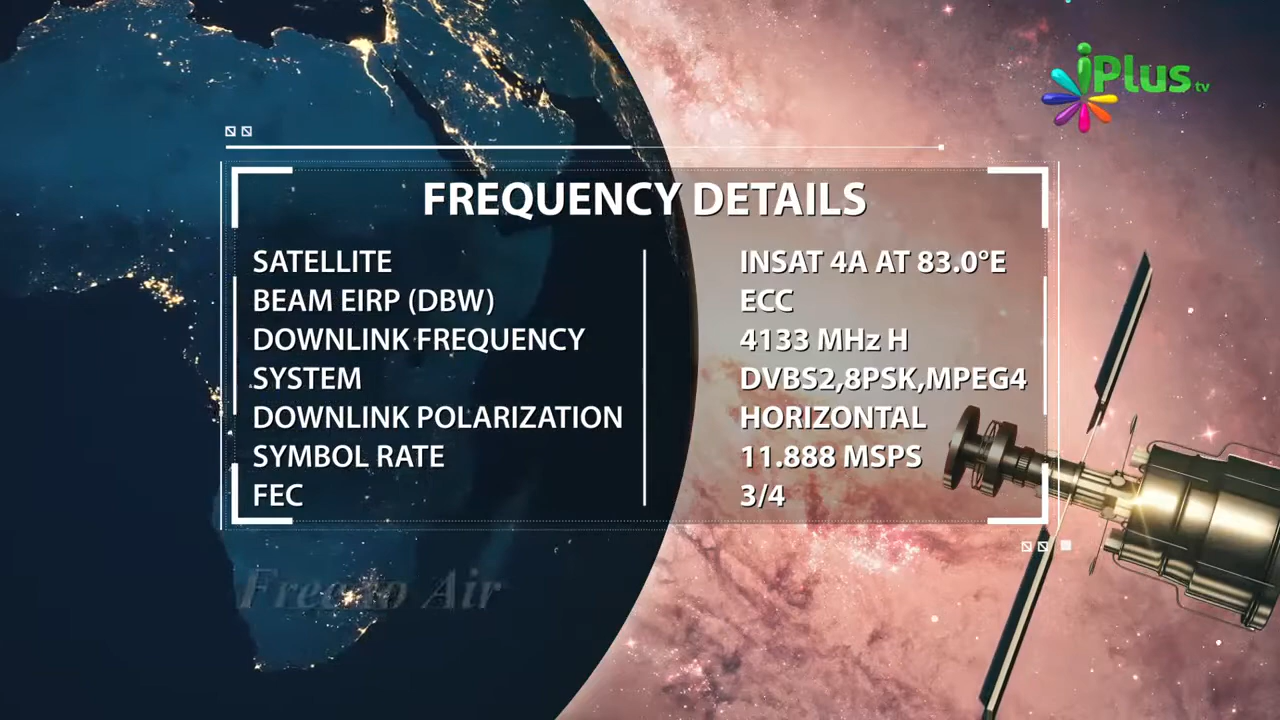 iPlus tv
FREQUENCY DETAILS
SATELLITE INSAT 4A AT 83.0°E
BEAM EIRP (DBW) ECC
DOWNLINK FREQUENCY 4133 MHz H
SYSTEM DVBS2,8PSK,MPEG4
DOWNLINK POLARIZATION HORIZONTAL
SYMBOL RATE 11.888 MSPS
FEC 3/4
Air